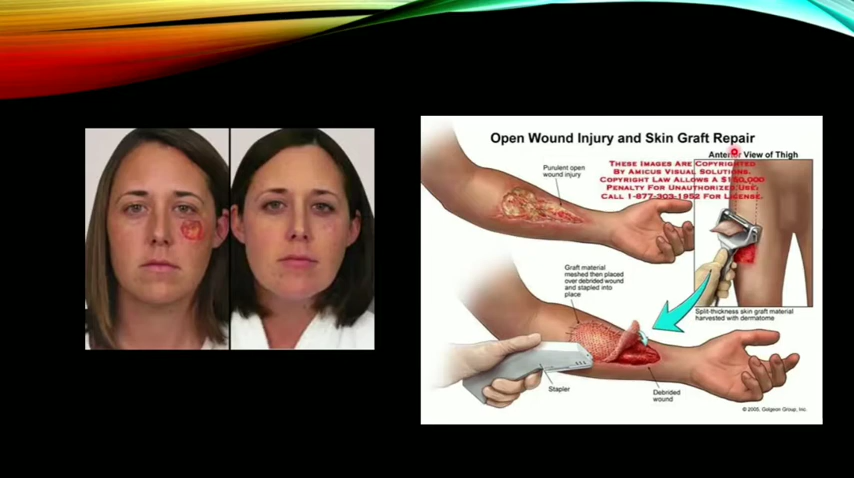 Open Wound Injury and Skin Graft Repair
Anterior View of Thigh
Purulent open
wound injury
THESE IMAGES ARE COPYRIGHTED
BY AMICUS VISUAL SOLUTIONS.
COPYRIGHT LAW ALLOWS A $150,000
PENALTY FOR UNAUTHORIZED USE.
CALL 1-877-303-1952 FOR LICENSE.
Graft material
meshed then placed
over debrided wound
and stapled into
place
Split-thickness skin graft material
harvested with dermatome
Stapler
Debrided
wound
© 2005, Golgeon Group, Inc.